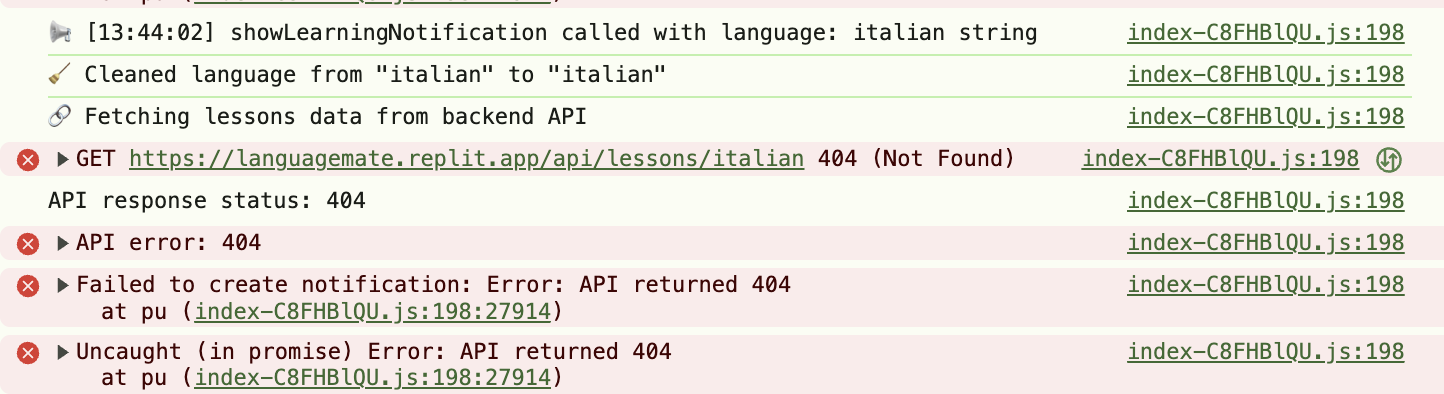 [13:44:02] showLearningNotification called with language: italian string index-C8FHBlQU.js:198
Cleaned language from "italian" to "italian" index-C8FHBlQU.js:198
Fetching lessons data from backend API index-C8FHBlQU.js:198
GET https://languagemate.replit.app/api/lessons/italian 404 (Not Found) index-C8FHBlQU.js:198
API response status: 404 index-C8FHBlQU.js:198
API error: 404 index-C8FHBlQU.js:198
Failed to create notification: Error: API returned 404 index-C8FHBlQU.js:198
at pu (index-C8FHBlQU.js:198:27914)
Uncaught (in promise) Error: API returned 404 index-C8FHBlQU.js:198
at pu (index-C8FHBlQU.js:198:27914)